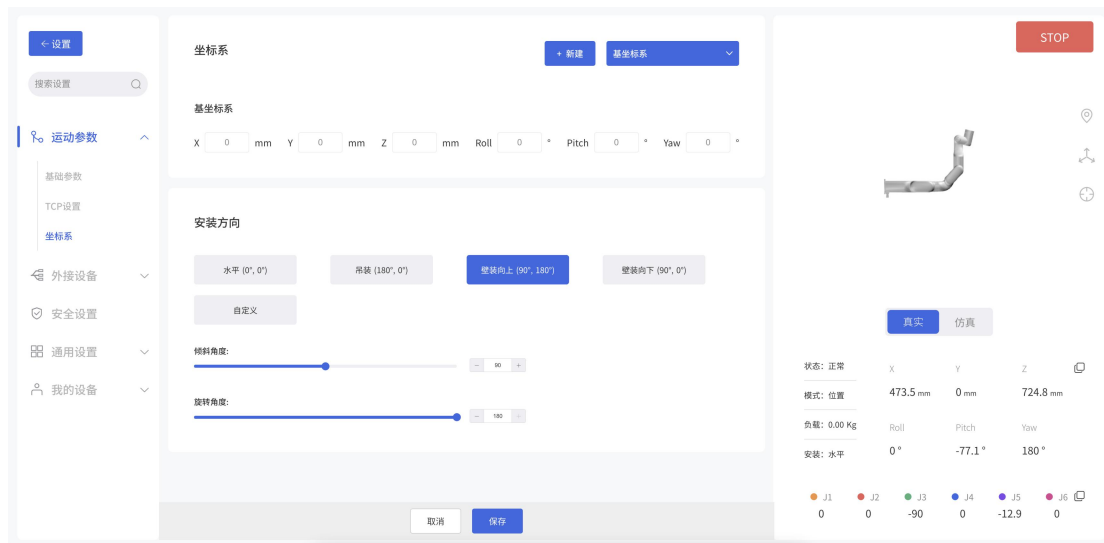 ←设置
搜索设置
运动参数
基础参数
TCP设置
坐标系
外接设备
安全设置
通用设置
我的设备
坐标系
+ 新建
基坐标系
基坐标系
X 0 mm Y 0 mm Z 0 mm Roll 0 ° Pitch 0 ° Yaw 0 °
安装方向
水平 (0°, 0°) 吊装 (180°, 0°) 壁装向上 (90°, 180°) 壁装向下 (90°, 0°)
自定义
倾斜角度:
- 90 +
旋转角度:
- 180 +
取消 保存
STOP
真实 仿真
状态: 正常
模式: 位置
负载: 0.00 Kg
安装: 水平
X Y Z
473.5 mm 0 mm 724.8 mm
Roll Pitch Yaw
0 ° -77.1 ° 180 °
J1 J2 J3 J4 J5 J6
0 0 -90 0 -12.9 0